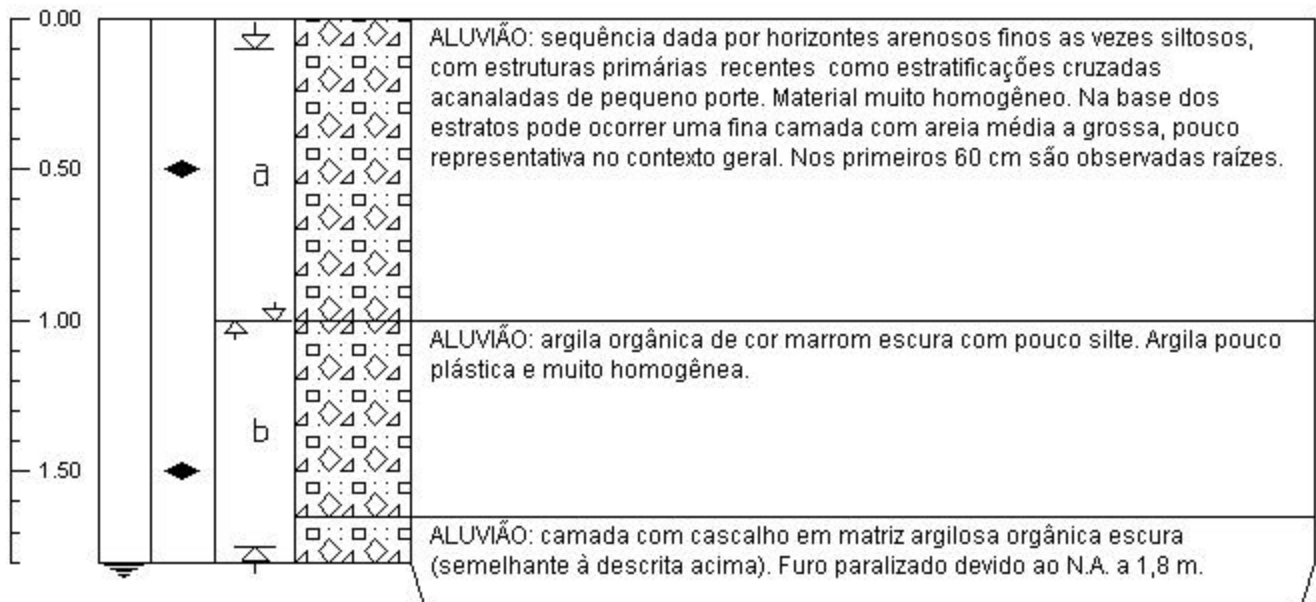 0.00
ALUVIÃO: sequência dada por horizontes arenosos finos as vezes siltosos,
com estruturas primárias recentes como estratificações cruzadas
acanaladas de pequeno porte. Material muito homogêneo. Na base dos
estratos pode ocorrer uma fina camada com areia média a grossa, pouco
representativa no contexto geral. Nos primeiros 60 cm são observadas raízes.
0.50
a
1.00
ALUVIÃO: argila orgânica de cor marrom escura com pouco silte. Argila pouco
plástica e muito homogênea.
b
1.50
ALUVIÃO: camada com cascalho em matriz argilosa orgânica escura
(semelhante à descrita acima). Furo paralizado devido ao N.A. a 1,8 m.